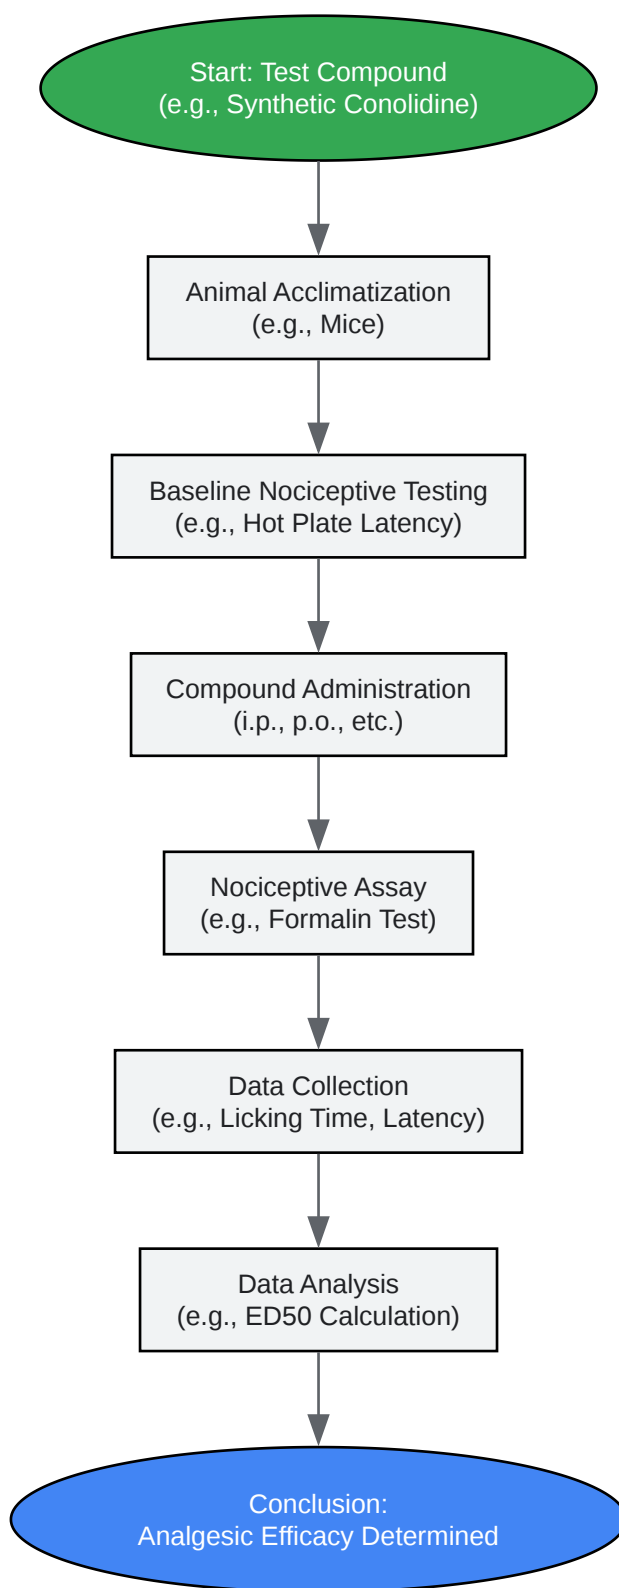 Start: Test Compound
(e.g., Synthetic Conolidine)
Animal Acclimatization
(e.g., Mice)
Baseline Nociceptive Testing
(e.g., Hot Plate Latency)
Compound Administration
(i.p., p.o., etc.)
Nociceptive Assay
(e.g., Formalin Test)
Data Collection
(e.g., Licking Time, Latency)
Data Analysis
(e.g., ED50 Calculation)
Conclusion:
Analgesic Efficacy Determined